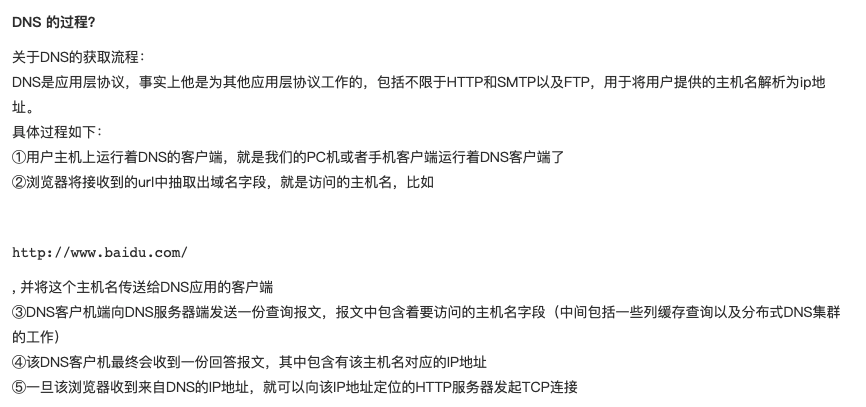 DNS 的过程?
关于DNS的获取流程：
DNS是应用层协议，事实上他是为其他应用层协议工作的，包括不限于HTTP和SMTP以及FTP，用于将用户提供的主机名解析为ip地
址。
具体过程如下：
①用户主机上运行着DNS的客户端，就是我们的PC机或者手机客户端运行着DNS客户端了
②浏览器将接收到的url中抽取出域名字段，就是访问的主机名，比如
http://www.baidu.com/
, 并将这个主机名传送给DNS应用的客户端
③DNS客户机端向DNS服务器端发送一份查询报文，报文中包含着要访问的主机名字段（中间包括一些列缓存查询以及分布式DNS集群
的工作）
④该DNS客户机最终会收到一份回答报文，其中包含有该主机名对应的IP地址
⑤一旦该浏览器收到来自DNS的IP地址，就可以向该IP地址定位的HTTP服务器发起TCP连接